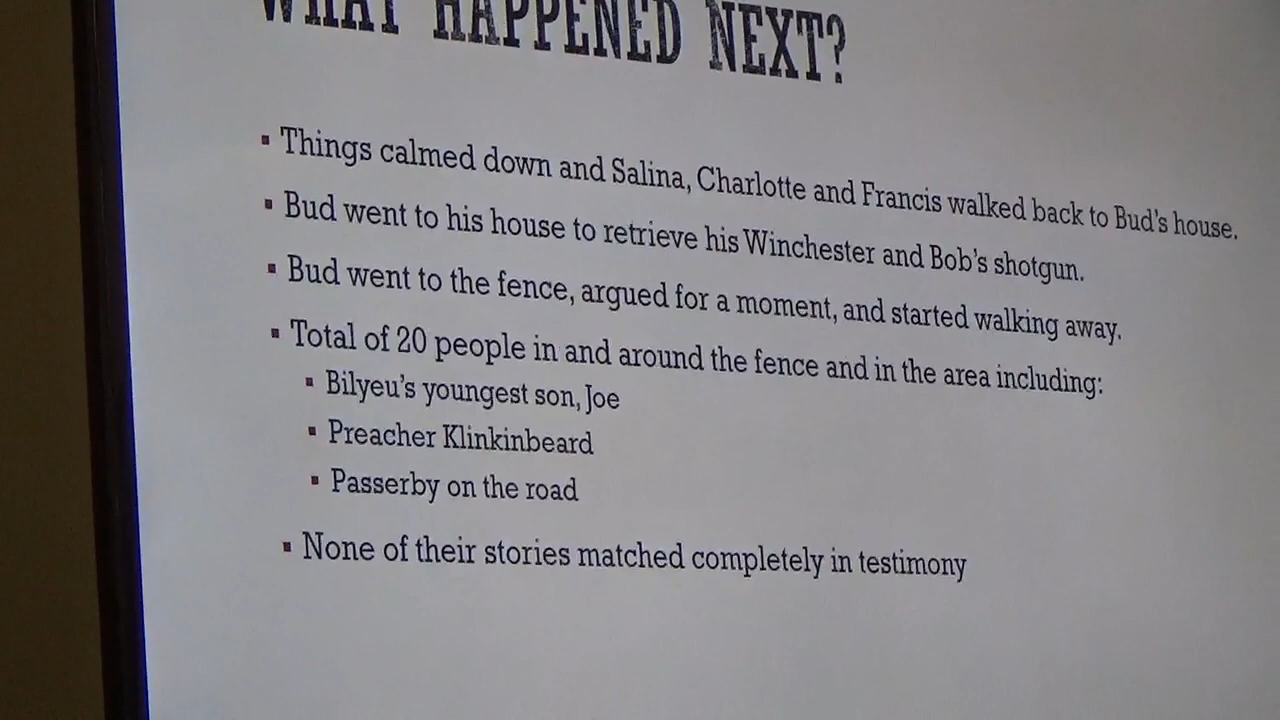 WHAT HAPPENED NEXT?
▪ Things calmed down and Salina, Charlotte and Francis walked back to Bud's house.
▪ Bud went to his house to retrieve his Winchester and Bob's shotgun.
▪ Bud went to the fence, argued for a moment, and started walking away.
▪ Total of 20 people in and around the fence and in the area including:
▪ Bilyeu's youngest son, Joe
▪ Preacher Klinkinbeard
▪ Passerby on the road
▪ None of their stories matched completely in testimony